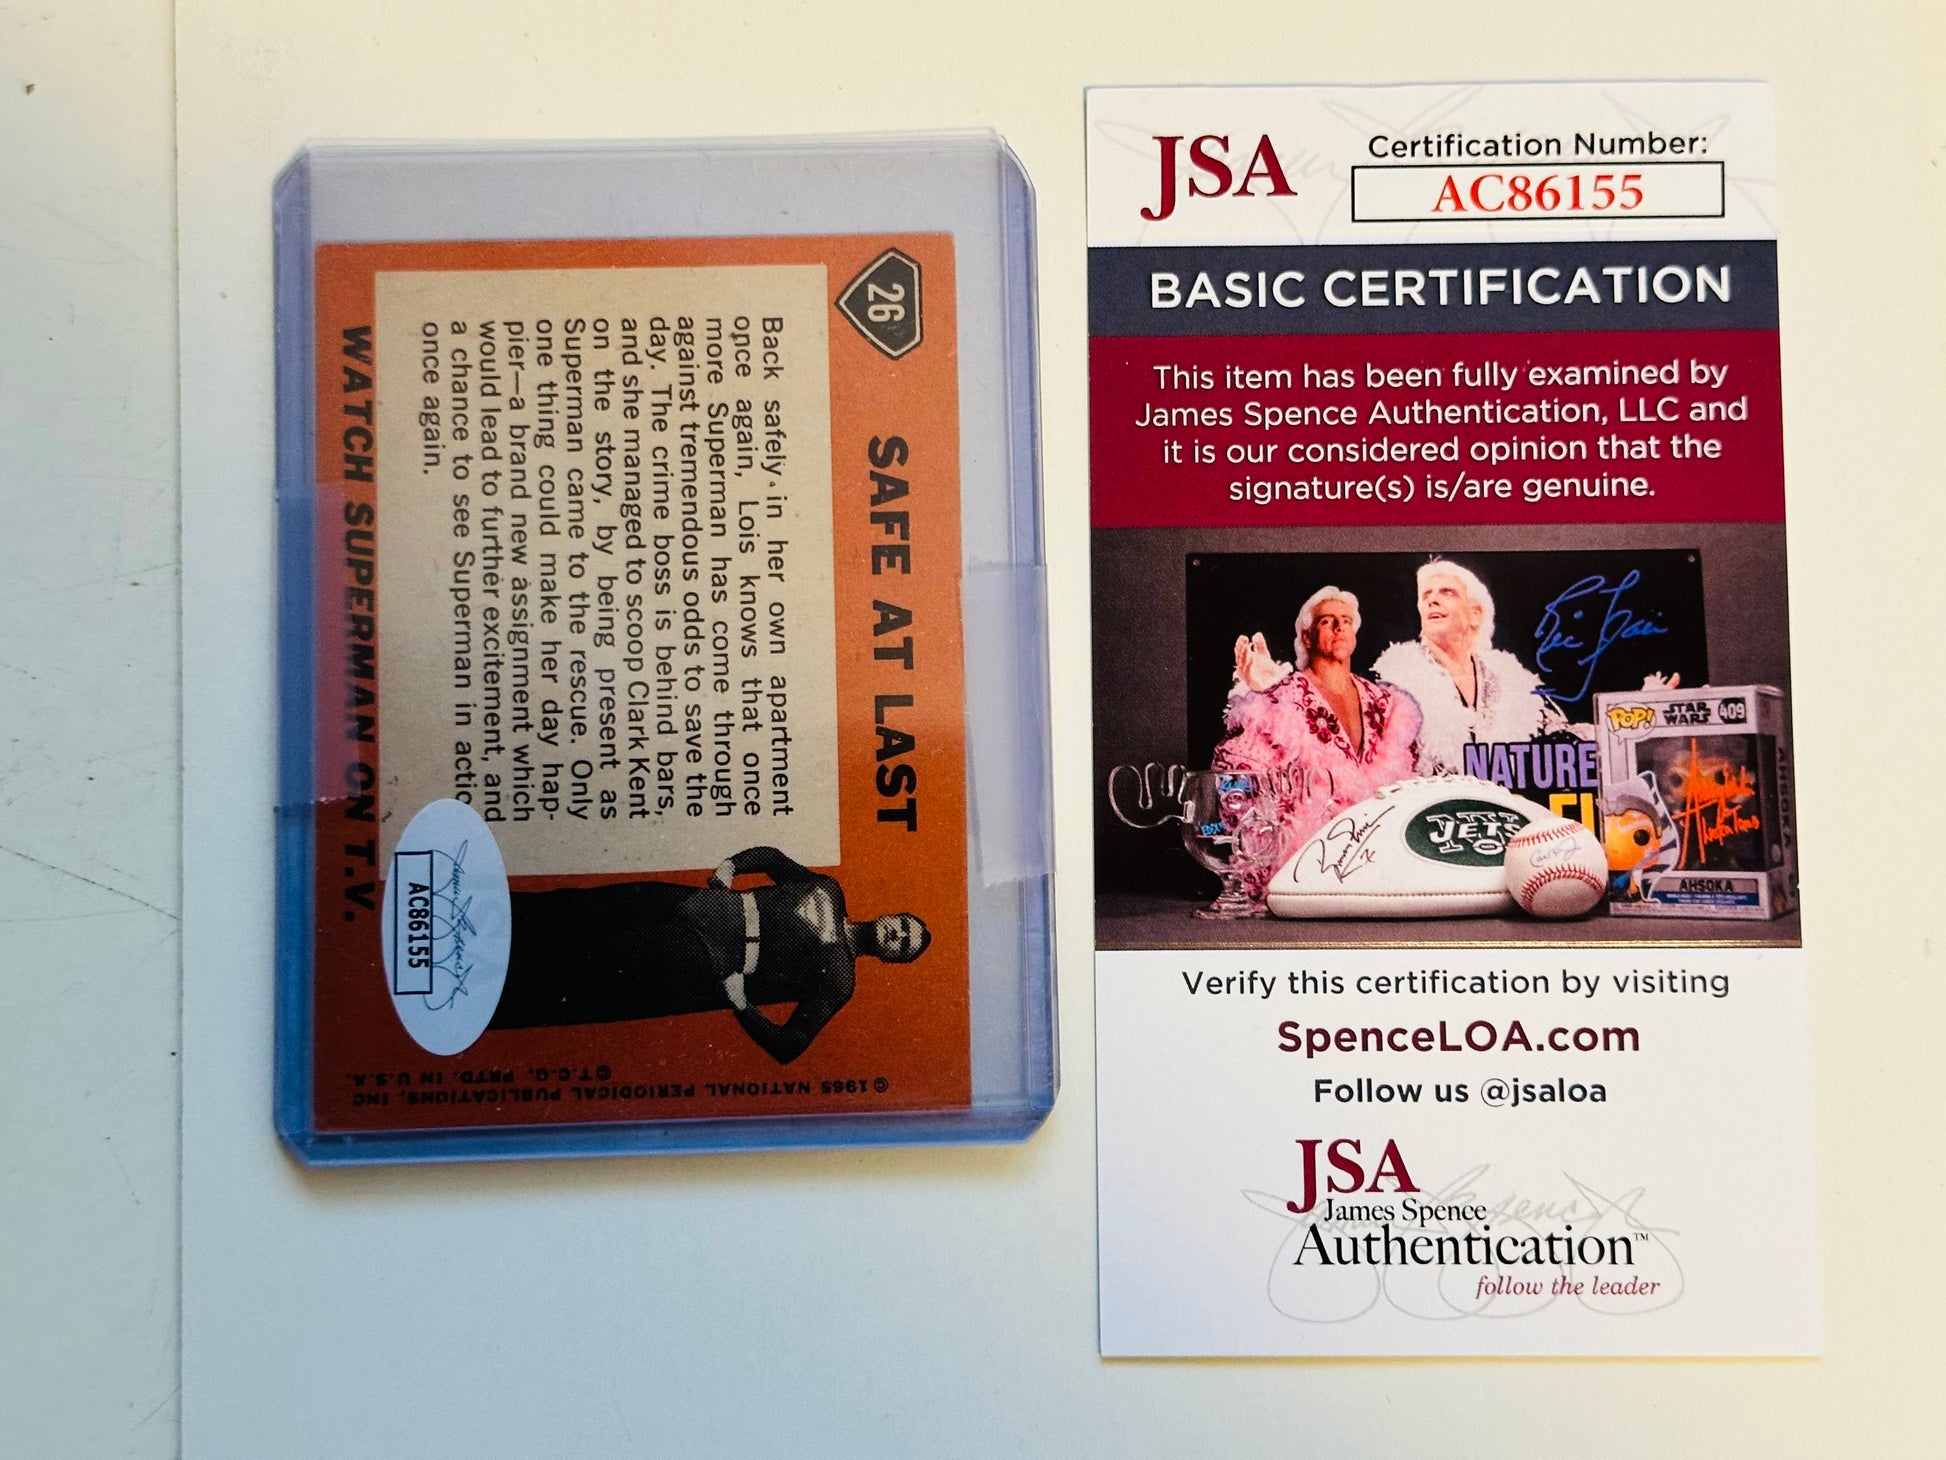 26
SAFE AT LAST
Back safely in her own apartment
once again, Lois knows that once
more Superman has come through
against tremendous odds to save the
day. The crime boss is behind bars,
and she managed to scoop Clark Kent
on the story, by being present as
Superman came to the rescue. Only
one thing could make her day hap-
pier—a brand new assignment which
would lead to further excitement, and
a chance to see Superman in actio
once again.
WATCH SUPERMAN ON T.V.
AC86155
© 1965 NATIONAL PERIODICAL PUBLICATIONS, INC.
©T.C.G. PRTD. IN U.S.A.
JSA
Certification Number:
AC86155
BASIC CERTIFICATION
This item has been fully examined by
James Spence Authentication, LLC and
it is our considered opinion that the
signature(s) is/are genuine.
Ric Flair
NATURE
POP!
STAR
WARS
409
JETS
AHSOKA
AHSOKA
Verify this certification by visiting
SpenceLOA.com
Follow us @jsaloa
JSA
James Spence
Authentication™
follow the leader